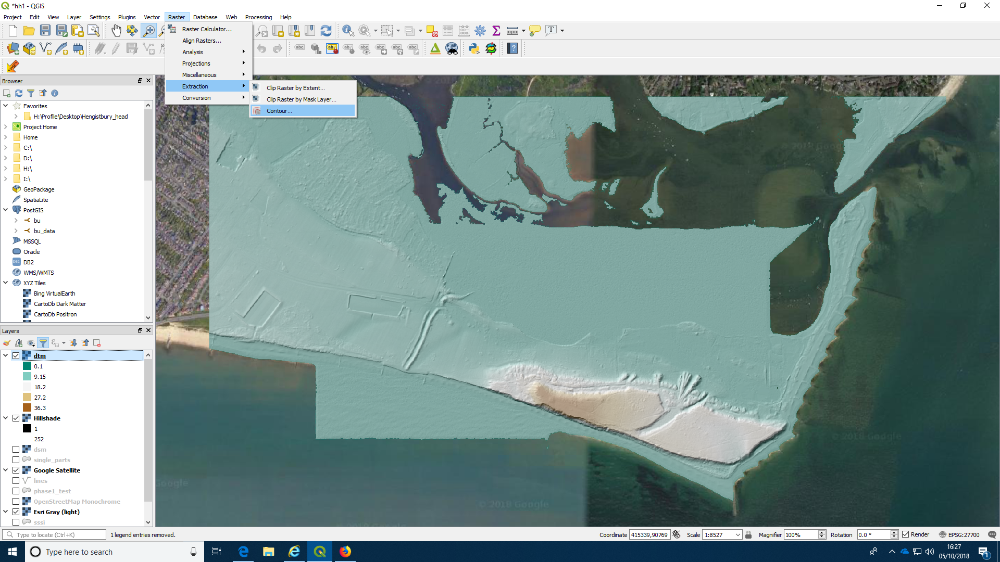 *hh1 - QGIS
Project Edit View Layer Settings Plugins Vector Raster Database Web Processing Help
Raster Calculator...
Align Rasters...
Analysis
Projections
Miscellaneous
Extraction
Conversion
Clip Raster by Extent...
Clip Raster by Mask Layer...
Contour...
Browser
Favorites
H:\Profile\Desktop\Hengistbury_head
Project Home
Home
C:\
D:\
H:\
I:\
GeoPackage
SpatiaLite
PostGIS
bu
bu_data
MSSQL
Oracle
DB2
WMS/WMTS
XYZ Tiles
Bing VirtualEarth
CartoDb Dark Matter
CartoDb Positron
Layers
dtm
0.1
9.15
18.2
27.2
36.3
Hillshade
1
252
dsm
single_parts
Google Satellite
lines
phase1_test
OpenStreetMap Monochrome
Esri Gray (light)
sssi
© 2018 Google
Google
© 2018 Google
Type to locate (Ctrl+K) 1 legend entries removed. Coordinate 415339,90769 Scale 1:8527 Magnifier 100% Rotation 0.0 ° Render EPSG:27700
Type here to search
16:27
05/10/2018
1